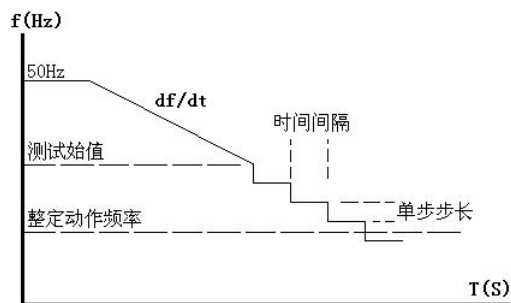 f(Hz)
50Hz
df/dt
时间间隔
测试始值
单步步长
整定动作频率
T(S)